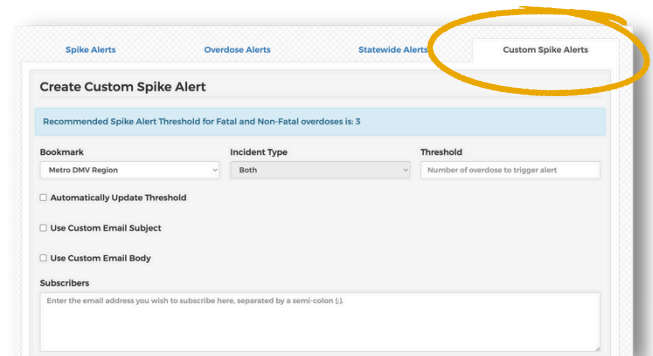 Spike Alerts Overdose Alerts Statewide Alerts Custom Spike Alerts
Create Custom Spike Alert
Recommended Spike Alert Threshold for Fatal and Non-Fatal overdoses is: 3
Bookmark Incident Type Threshold
Metro DMV Region Both Number of overdose to trigger alert
Automatically Update Threshold
Use Custom Email Subject
Use Custom Email Body
Subscribers
Enter the email address you wish to subscribe here, separated by a semi-colon (;).